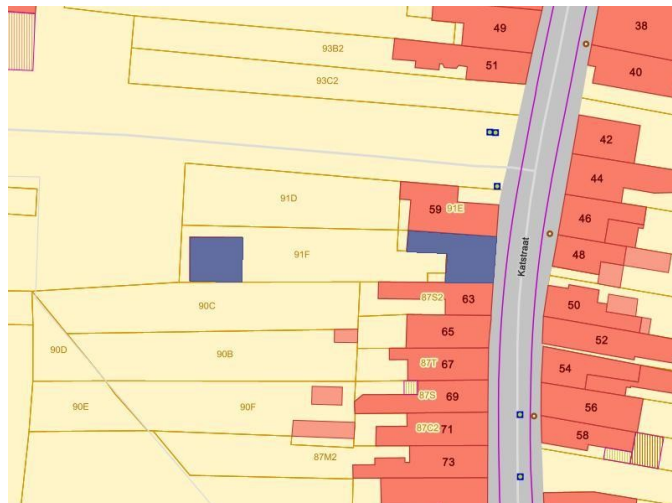 49
38
93B2
51
40
93C2
42
44
91D
59
91E
46
48
91F
Katstraat
87S2
63
50
90C
65
52
90D
90B
87T
67
54
90E
90F
87S
69
56
87C2
71
58
87M2
73